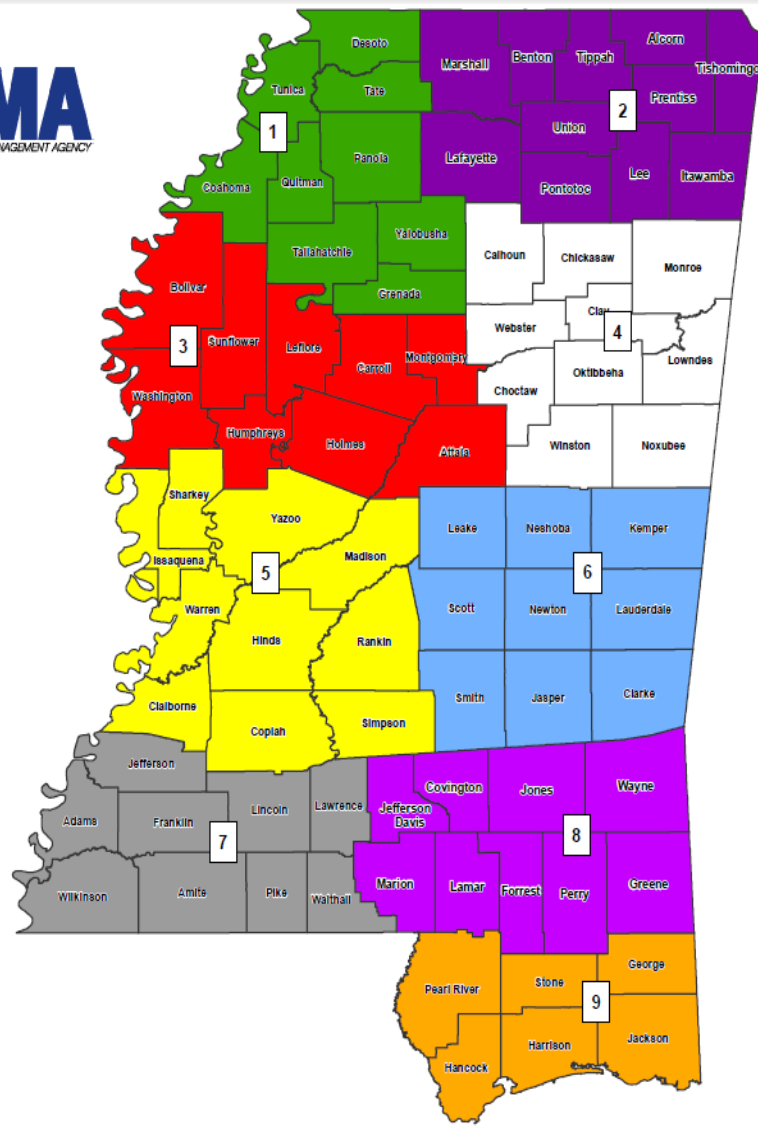 MA
NAGEMENT AGENCY
Desoto
Marshall
Benton
Tippah
Alcorn
Tishomingo
Tunica
Tate
Prentiss
1
2
Union
Panola
Lafayette
Coahoma
Quitman
Pontotoc
Lee
Itawamba
Tallahatchie
Yalobusha
Calhoun
Chickasaw
Monroe
Bolivar
Grenada
Clay
Webster
4
3
Sunflower
Leflore
Carroll
Montgomery
Lowndes
Oktibbeha
Washington
Choctaw
Humphreys
Holmes
Attala
Winston
Noxubee
Sharkey
Yazoo
Leake
Neshoba
Kemper
Issaquena
Madison
5
6
Warren
Scott
Newton
Lauderdale
Hinds
Rankin
Claiborne
Smith
Jasper
Clarke
Copiah
Simpson
Jefferson
Covington
Jones
Wayne
Adams
Franklin
Lincoln
Lawrence
Jefferson
Davis
7
8
Wilkinson
Amite
Pike
Walthall
Marion
Lamar
Forrest
Perry
Greene
Pearl River
Stone
George
9
Hancock
Harrison
Jackson